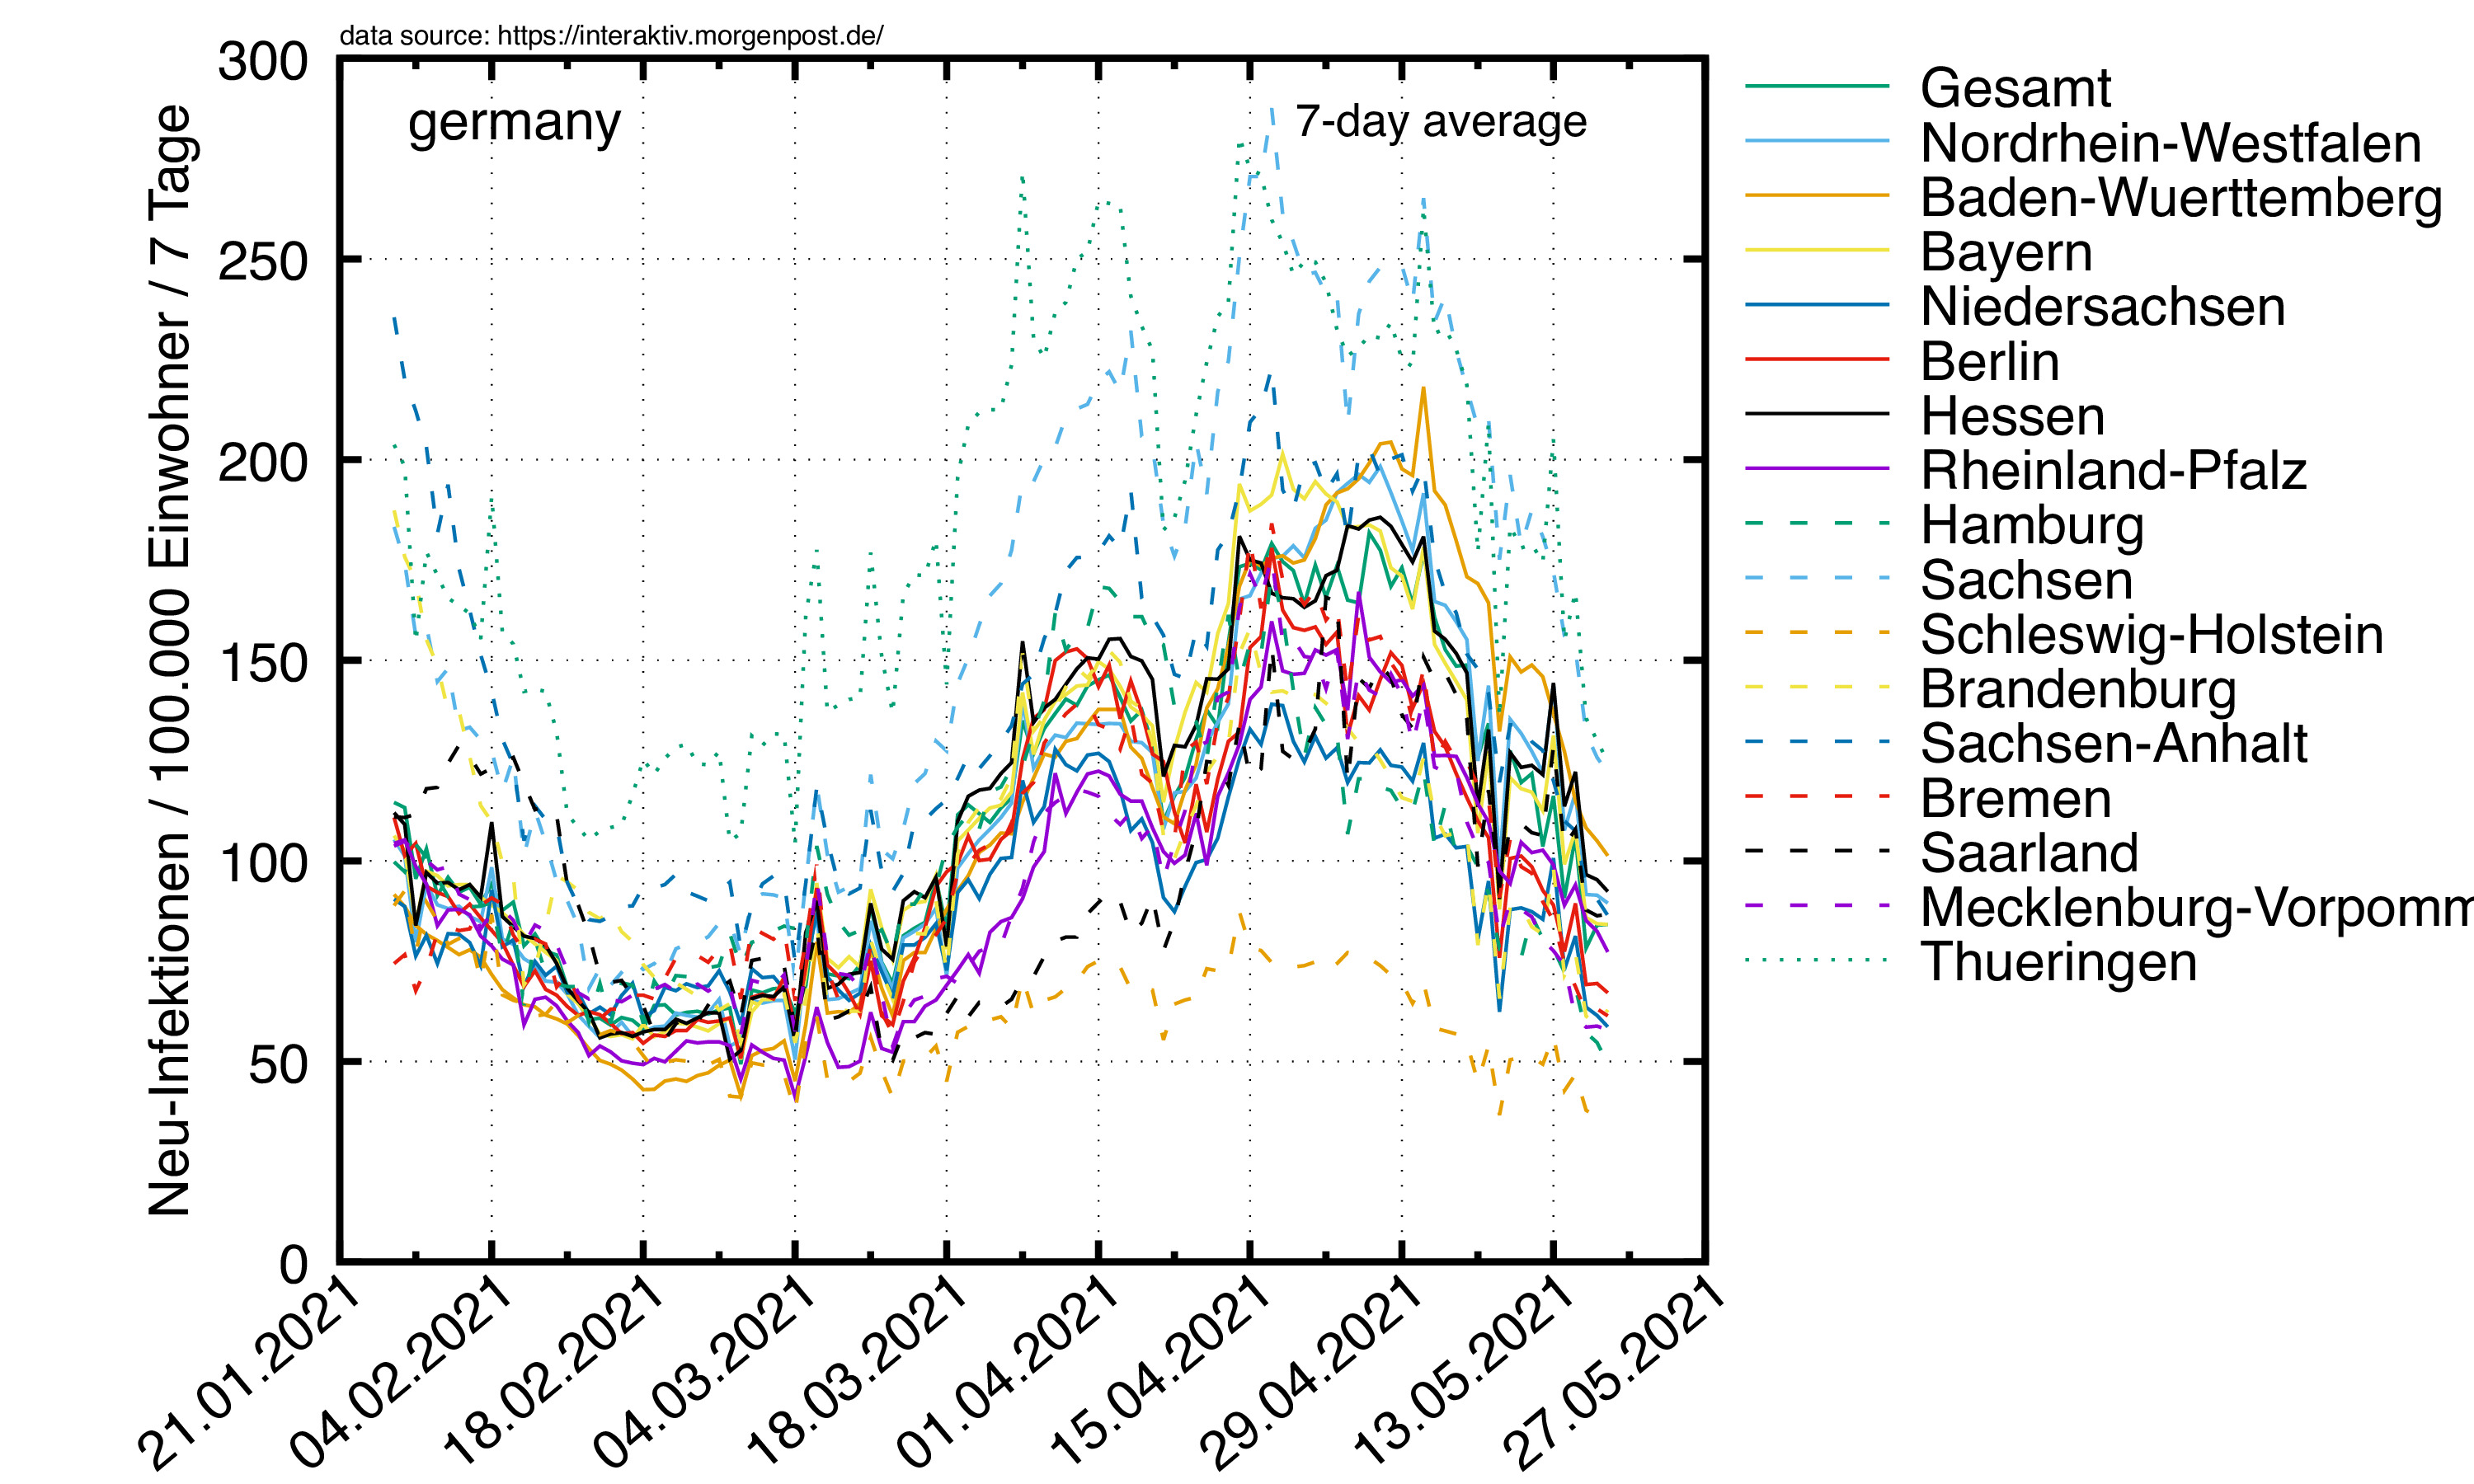 data source: https://interaktiv.morgenpost.de/
germany
7-day average
Neu-Infektionen / 100.000 Einwohner / 7 Tage
300
250
200
150
100
50
0
21.01.2021
04.02.2021
18.02.2021
04.03.2021
18.03.2021
01.04.2021
15.04.2021
29.04.2021
13.05.2021
27.05.2021
Gesamt
Nordrhein-Westfalen
Baden-Wuerttemberg
Bayern
Niedersachsen
Berlin
Hessen
Rheinland-Pfalz
Hamburg
Sachsen
Schleswig-Holstein
Brandenburg
Sachsen-Anhalt
Bremen
Saarland
Mecklenburg-Vorpomm
Thueringen